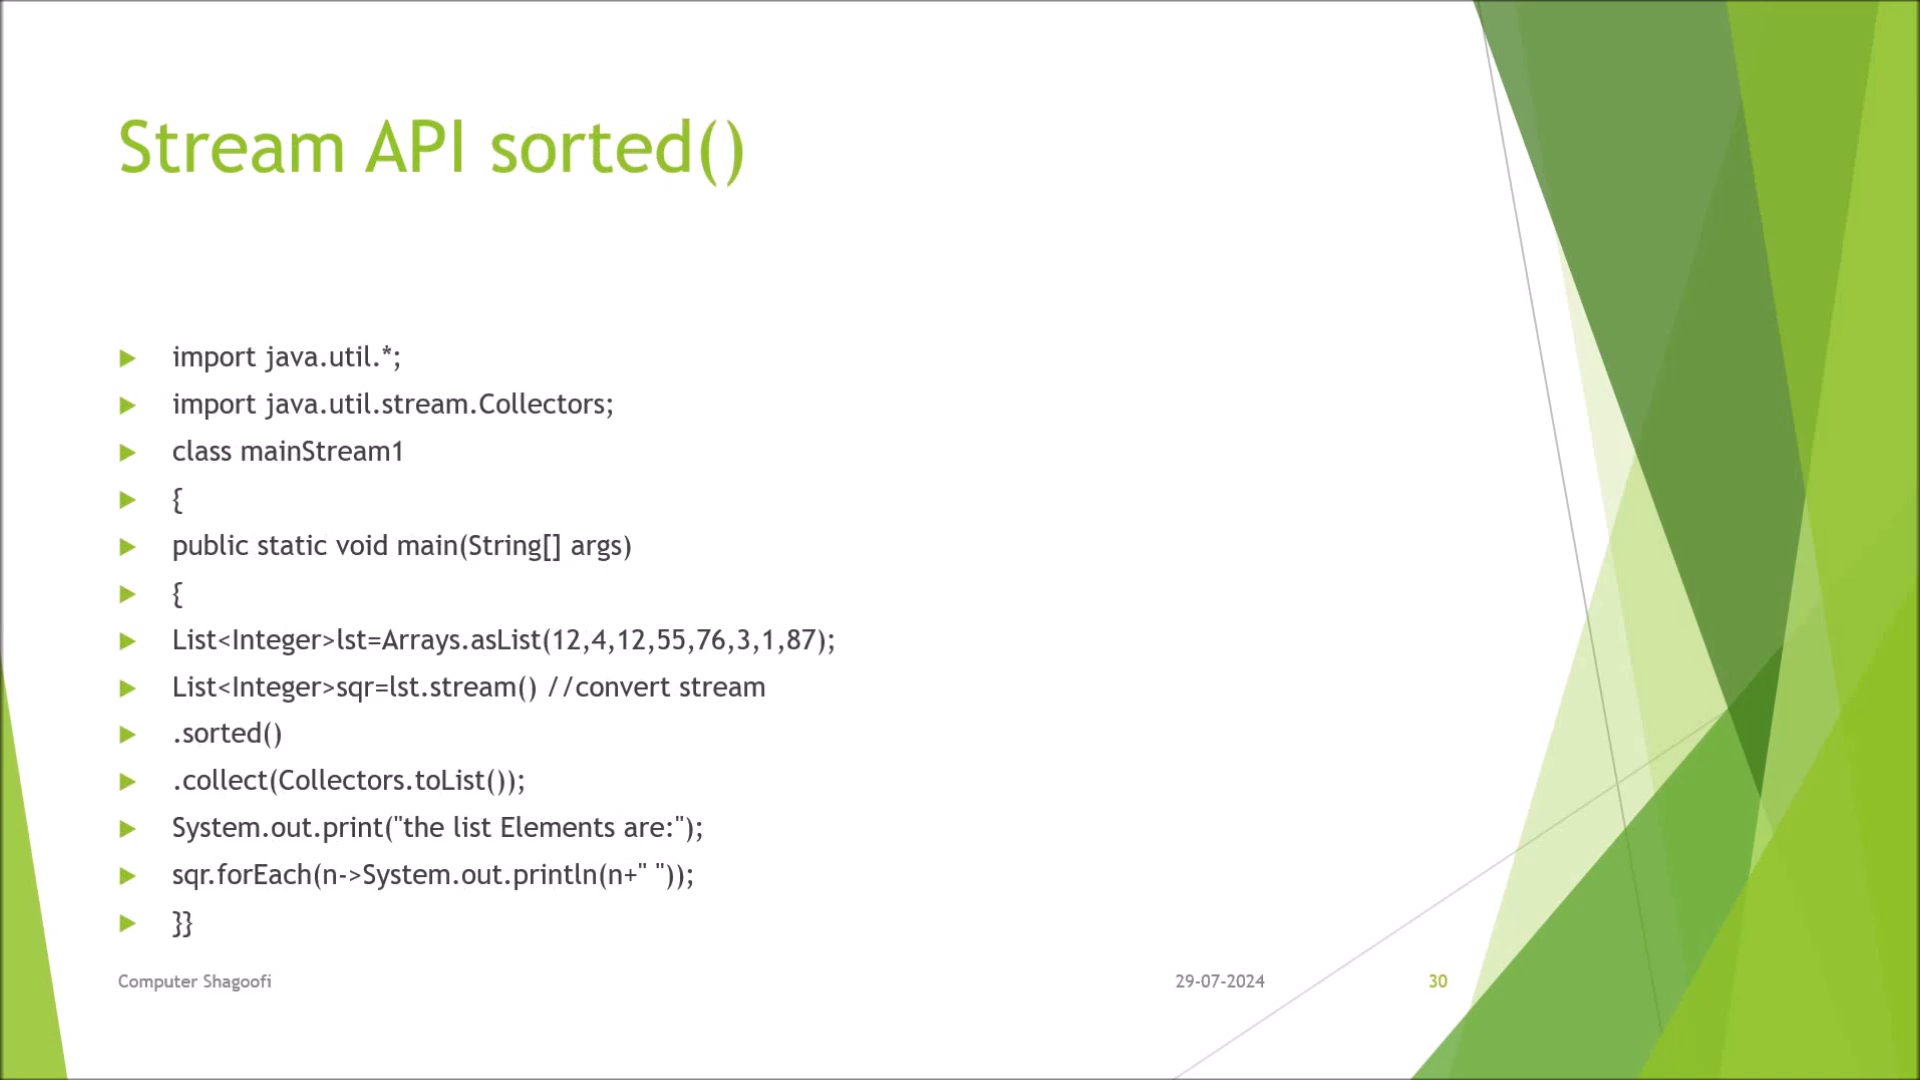 Stream API sorted()
import java.util.*;
import java.util.stream.Collectors;
class mainStream1
{
public static void main(String[] args)
{
List<Integer>lst=Arrays.asList(12,4,12,55,76,3,1,87);
List<Integer>sqr=lst.stream() //convert stream
.sorted()
.collect(Collectors.toList());
System.out.print("the list Elements are:");
sqr.forEach(n->System.out.println(n+" "));
}}
Computer Shagoofi 29-07-2024 30